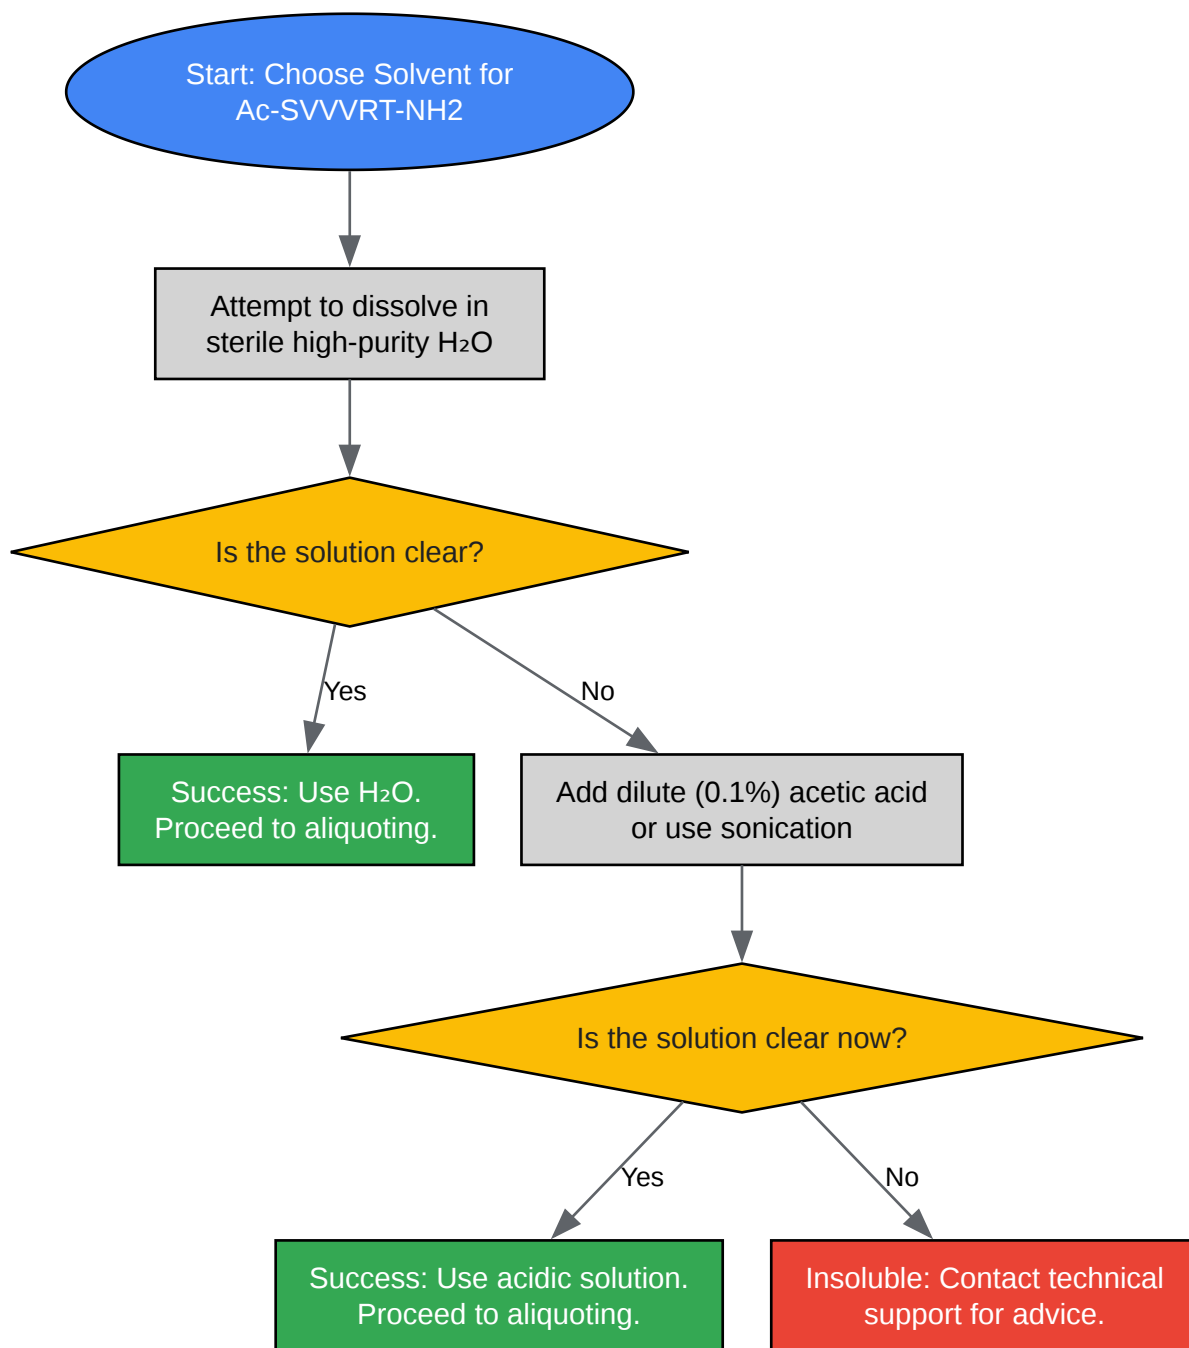 Start: Choose Solvent for
Ac-SVVVRT-NH2
Attempt to dissolve in
sterile high-purity H₂O
Is the solution clear?
Yes
No
Success: Use H₂O.
Proceed to aliquoting.
Add dilute (0.1%) acetic acid
or use sonication
Is the solution clear now?
Yes
No
Success: Use acidic solution.
Proceed to aliquoting.
Insoluble: Contact technical
support for advice.